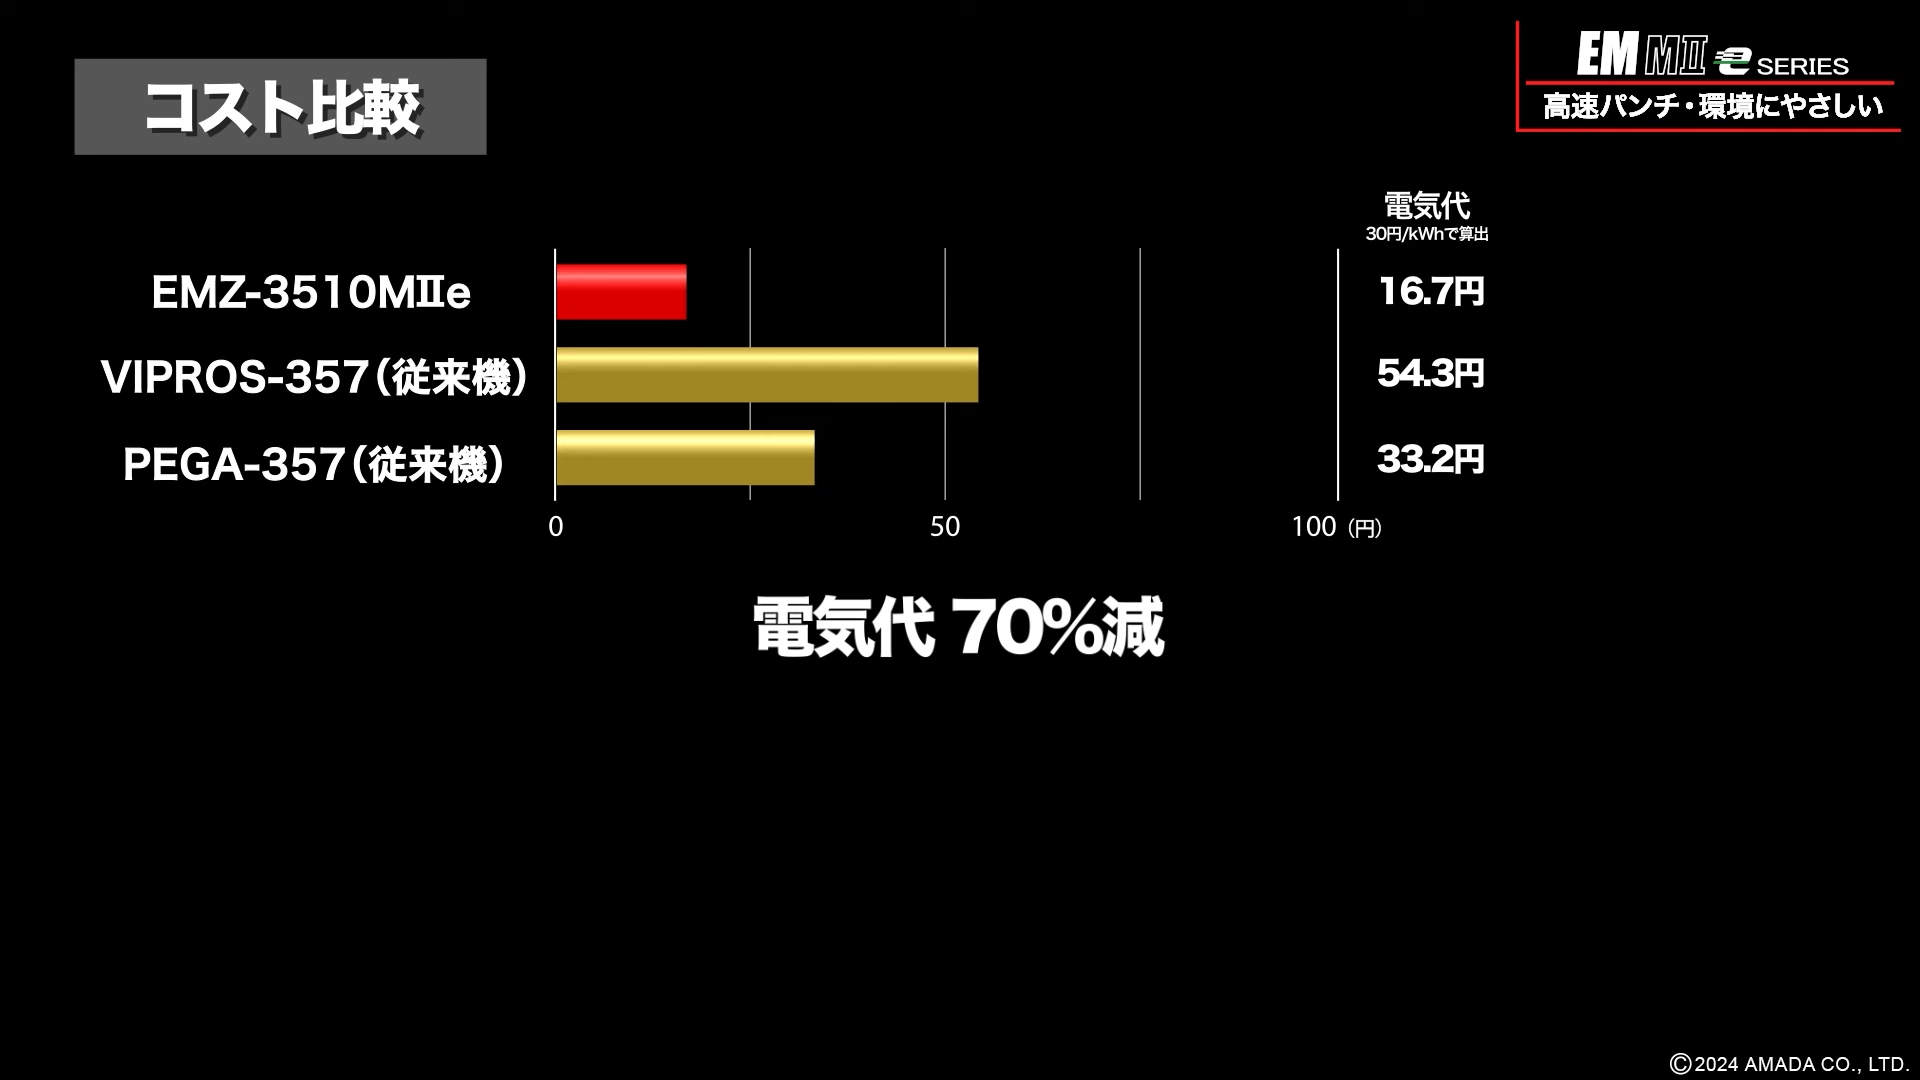 コスト比較
EM MⅡ e SERIES
高速パンチ・環境にやさしい
電気代
30円/kWhで算出
EMZ-3510MⅡe
16.7円
VIPROS-357(従来機)
54.3円
PEGA-357(従来機)
33.2円
0 50 100 (円)
電気代 70%減
©2024 AMADA CO., LTD.